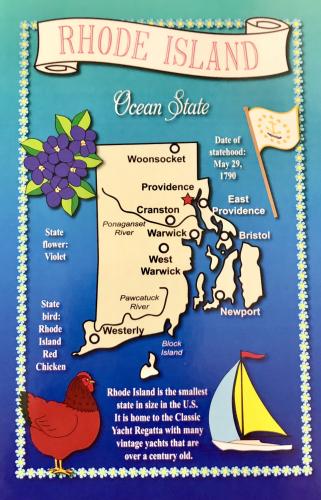 RHODE ISLAND
Ocean State
Date of
statehood:
May 29,
1790
Woonsocket
Providence
East
Providence
Cranston
Ponaganset
River
Warwick
Bristol
State
flower:
Violet
West
Warwick
Pawcatuck
River
Newport
State
bird:
Rhode
Island
Red
Chicken
Westerly
Block
Island
Rhode Island is the smallest
state in size in the U.S.
It is home to the Classic
Yacht Regatta with many
vintage yachts that are
over a century old.